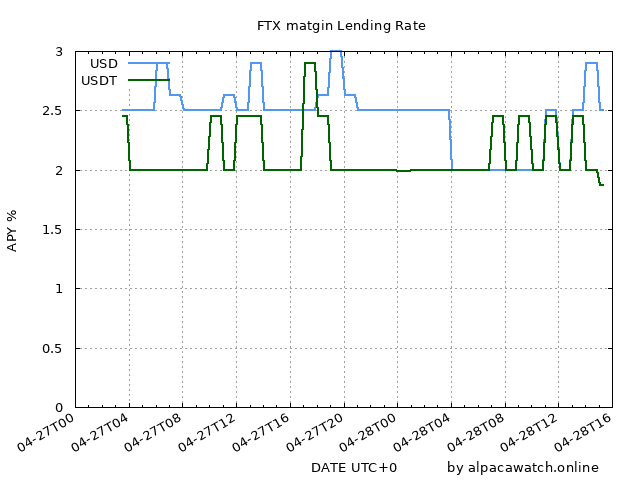 FTX matgin Lending Rate
USD
USDT
3
2.5
2
1.5
1
0.5
0
APY %
04-27T00
04-27T04
04-27T08
04-27T12
04-27T16
04-27T20
04-28T00
04-28T04
04-28T08
04-28T12
04-28T16
DATE UTC+0
by alpacawatch.online